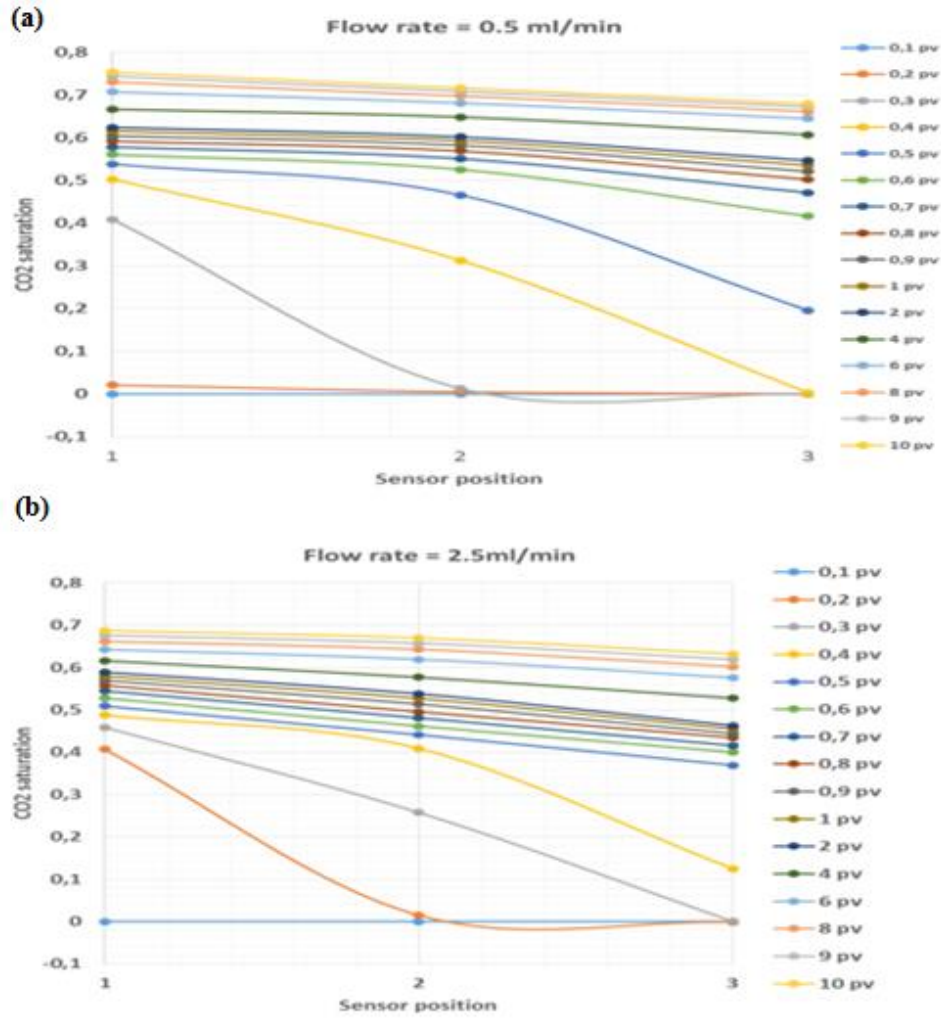 (a)
Flow rate = 0.5 ml/min
0,8
0,7
0,6
0,5
0,4
0,3
0,2
0,1
0
-0,1
CO2 saturation
1 2 3
Sensor position
0,1 pv
0,2 pv
0,3 pv
0,4 pv
0,5 pv
0,6 pv
0,7 pv
0,8 pv
0,9 pv
1 pv
2 pv
4 pv
6 pv
8 pv
9 pv
10 pv
(b)
Flow rate = 2.5ml/min
0,8
0,7
0,6
0,5
0,4
0,3
0,2
0,1
0
-0,1
CO2 saturation
1 2 3
Sensor position
0,1 pv
0,2 pv
0,3 pv
0,4 pv
0,5 pv
0,6 pv
0,7 pv
0,8 pv
0,9 pv
1 pv
2 pv
4 pv
6 pv
8 pv
9 pv
10 pv